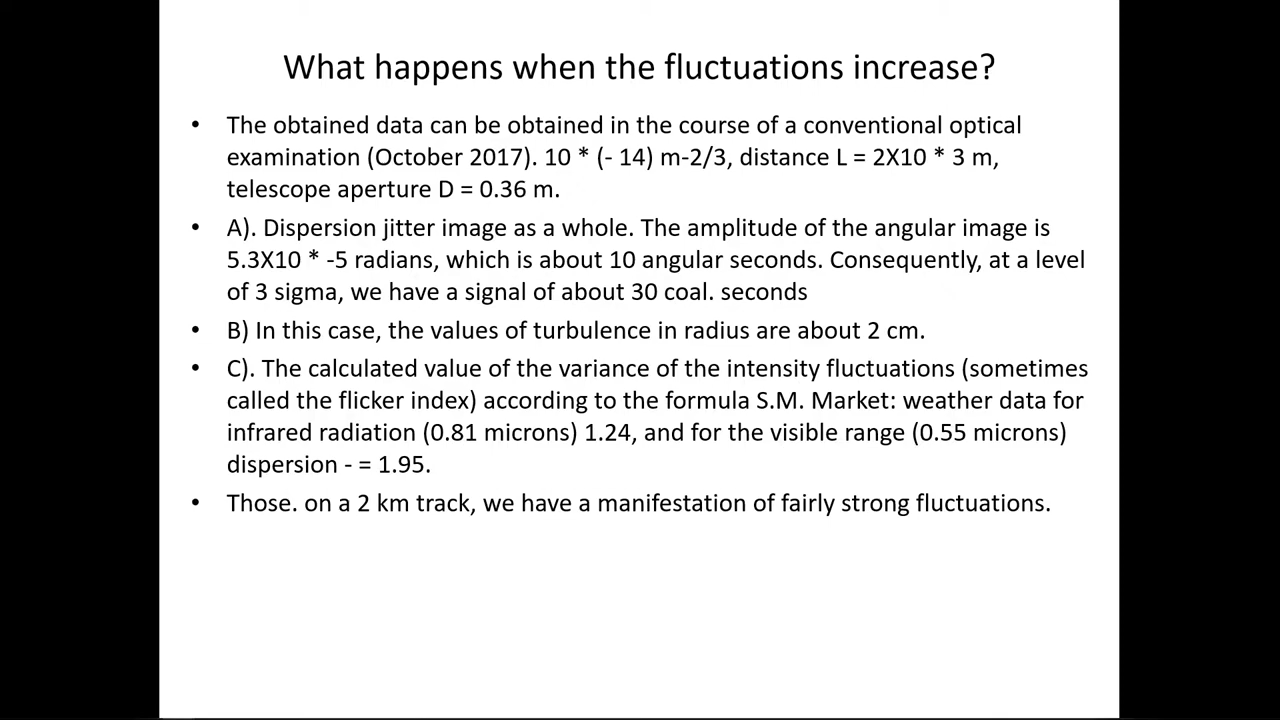 What happens when the fluctuations increase?
• The obtained data can be obtained in the course of a conventional optical
examination (October 2017). 10 * (- 14) m-2/3, distance L = 2X10 * 3 m,
telescope aperture D = 0.36 m.
• A). Dispersion jitter image as a whole. The amplitude of the angular image is
5.3X10 * -5 radians, which is about 10 angular seconds. Consequently, at a level
of 3 sigma, we have a signal of about 30 coal. seconds
• B) In this case, the values of turbulence in radius are about 2 cm.
• C). The calculated value of the variance of the intensity fluctuations (sometimes
called the flicker index) according to the formula S.M. Market: weather data for
infrared radiation (0.81 microns) 1.24, and for the visible range (0.55 microns)
dispersion - = 1.95.
• Those. on a 2 km track, we have a manifestation of fairly strong fluctuations.